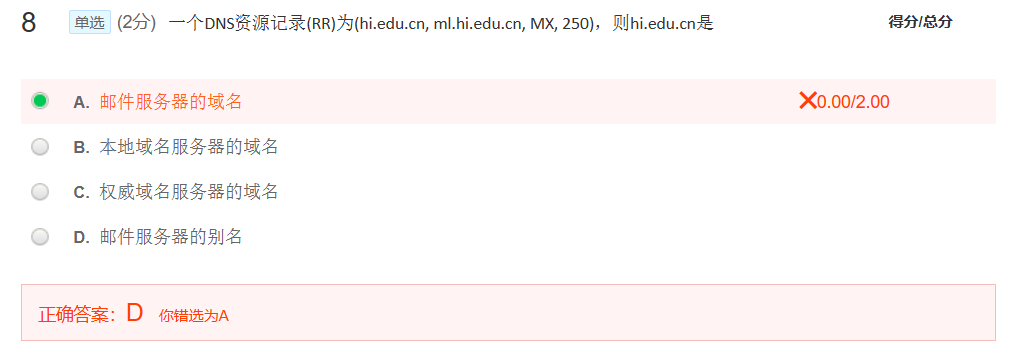 8 单选 (2分) 一个DNS资源记录(RR)为(hi.edu.cn, ml.hi.edu.cn, MX, 250)，则hi.edu.cn是 得分/总分
A. 邮件服务器的域名 ✕0.00/2.00
B. 本地域名服务器的域名
C. 权威域名服务器的域名
D. 邮件服务器的别名
正确答案：D 你错选为A